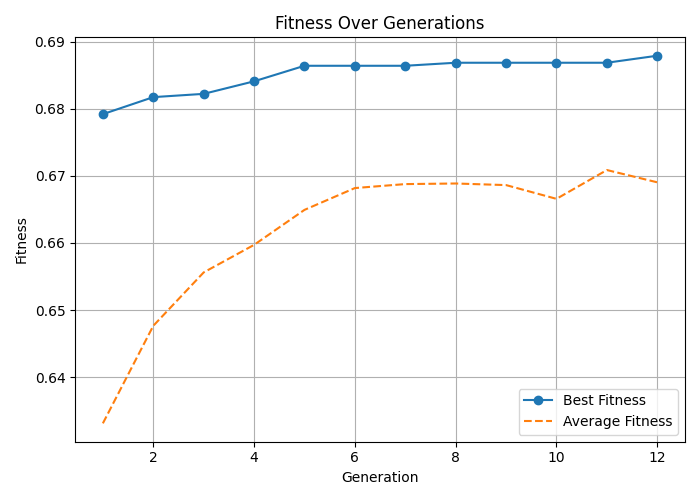 Fitness Over Generations
0.69
0.68
0.67
0.66
0.65
0.64
Fitness
2 4 6 8 10 12
Generation
Best Fitness
Average Fitness